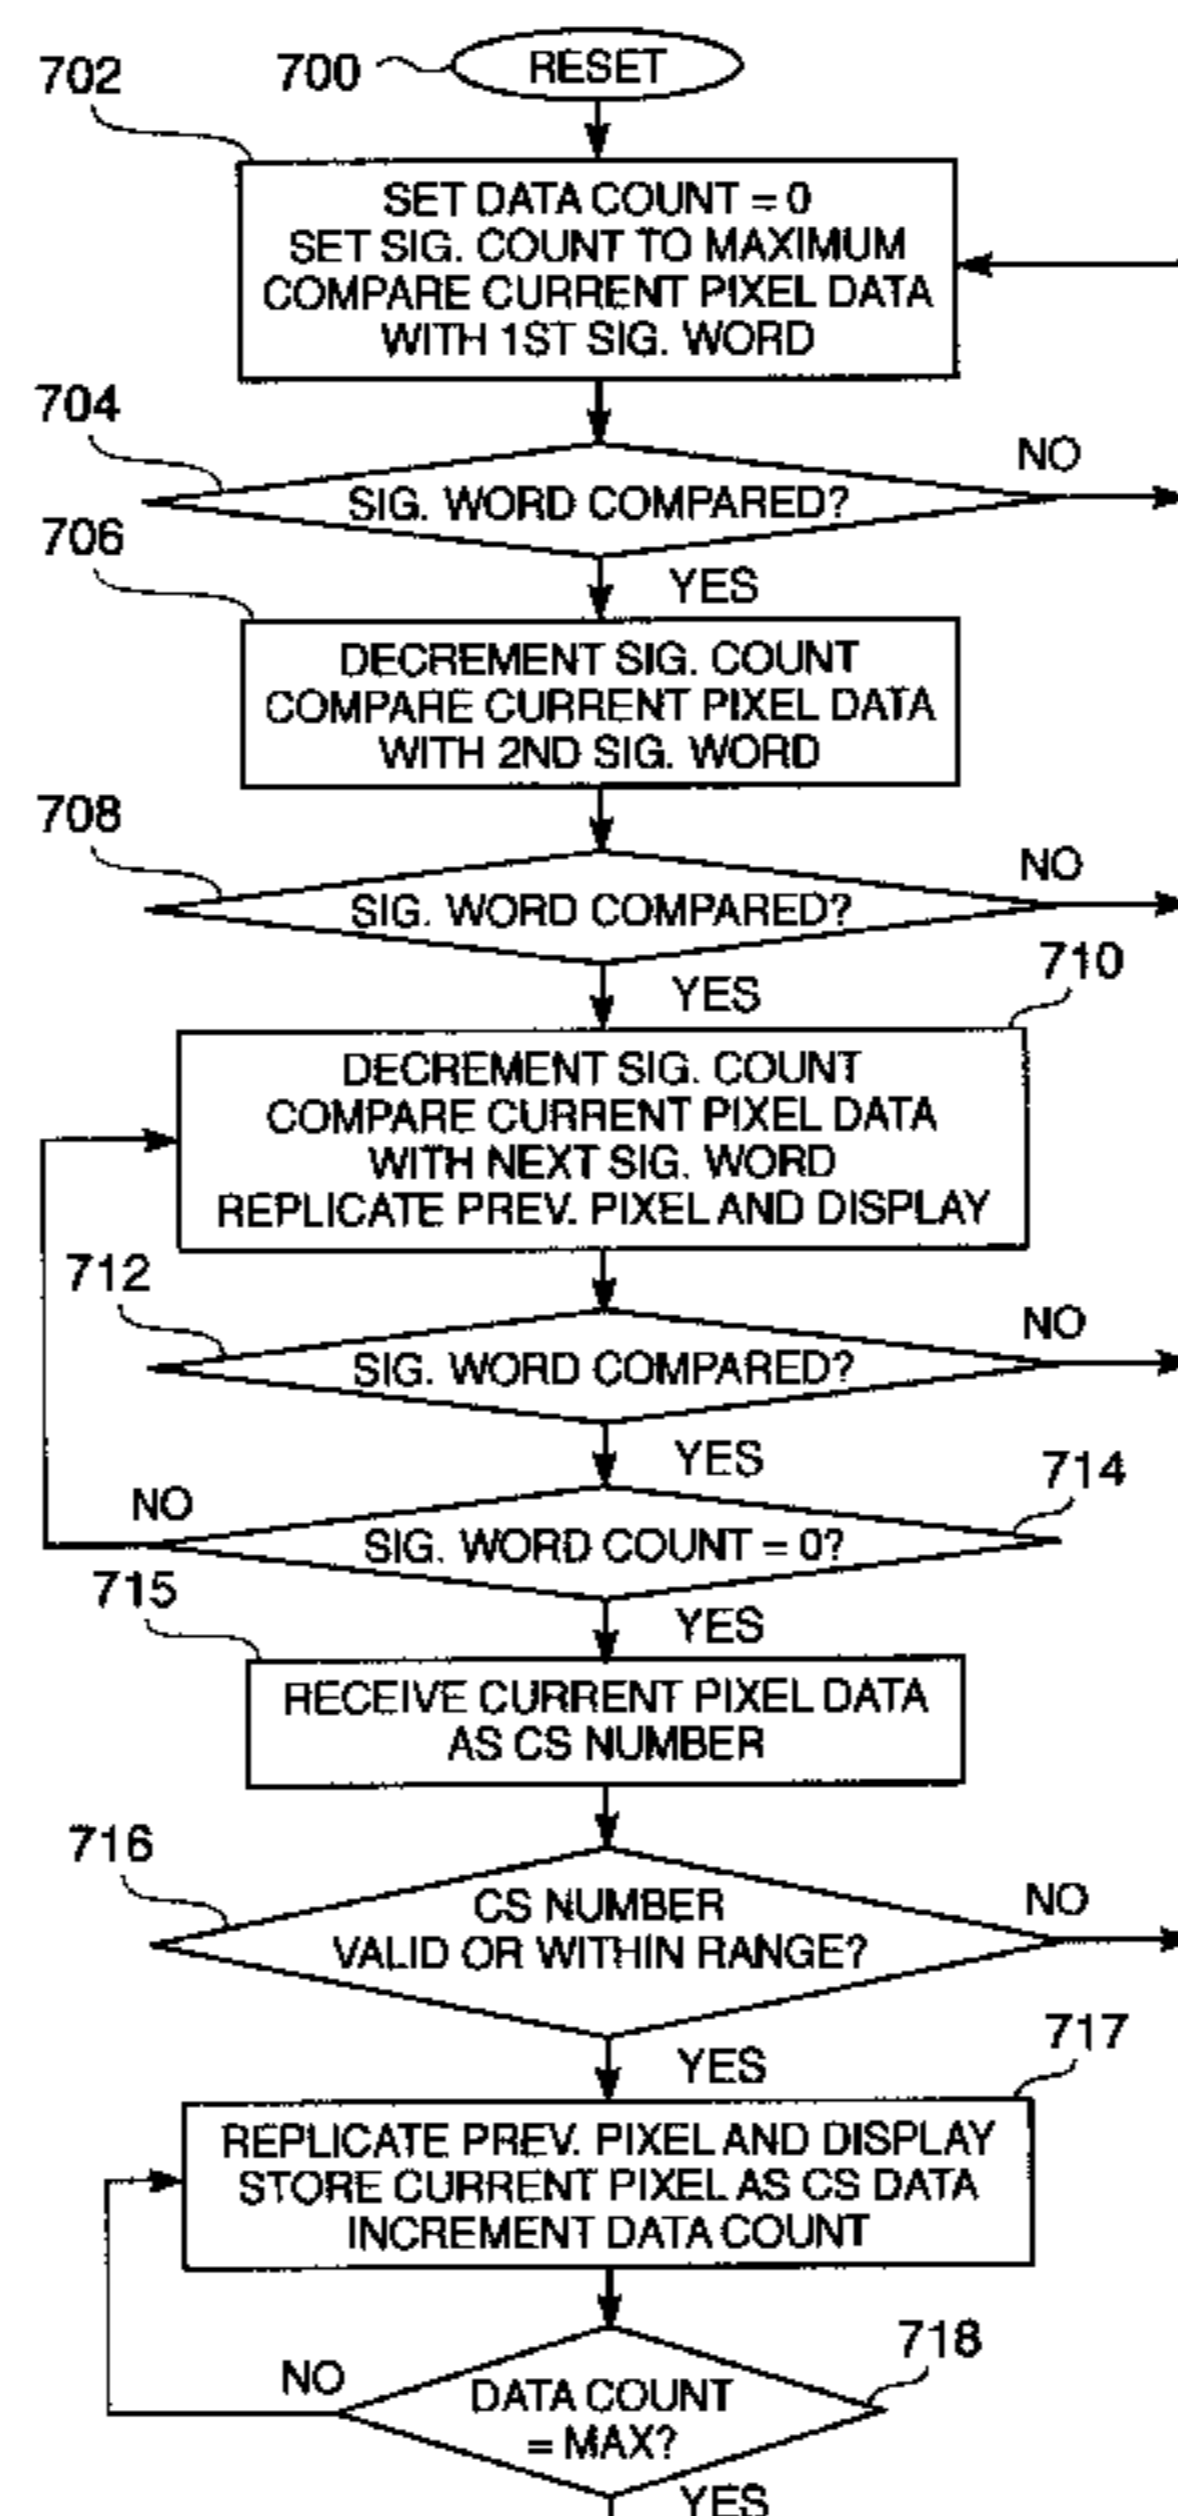 702
700
RESET
SET DATA COUNT = 0
SET SIG. COUNT TO MAXIMUM
COMPARE CURRENT PIXEL DATA
WITH 1ST SIG. WORD
704
NO
SIG. WORD COMPARED?
706
YES
DECREMENT SIG. COUNT
COMPARE CURRENT PIXEL DATA
WITH 2ND SIG. WORD
708
NO
SIG. WORD COMPARED?
710
YES
DECREMENT SIG. COUNT
COMPARE CURRENT PIXEL DATA
WITH NEXT SIG. WORD
REPLICATE PREV. PIXEL AND DISPLAY
712
NO
SIG. WORD COMPARED?
YES
714
NO
SIG. WORD COUNT = 0?
715
YES
RECEIVE CURRENT PIXEL DATA
AS CS NUMBER
716
NO
CS NUMBER
VALID OR WITHIN RANGE?
717
YES
REPLICATE PREV. PIXEL AND DISPLAY
STORE CURRENT PIXEL AS CS DATA
INCREMENT DATA COUNT
718
NO
DATA COUNT
= MAX?
YES